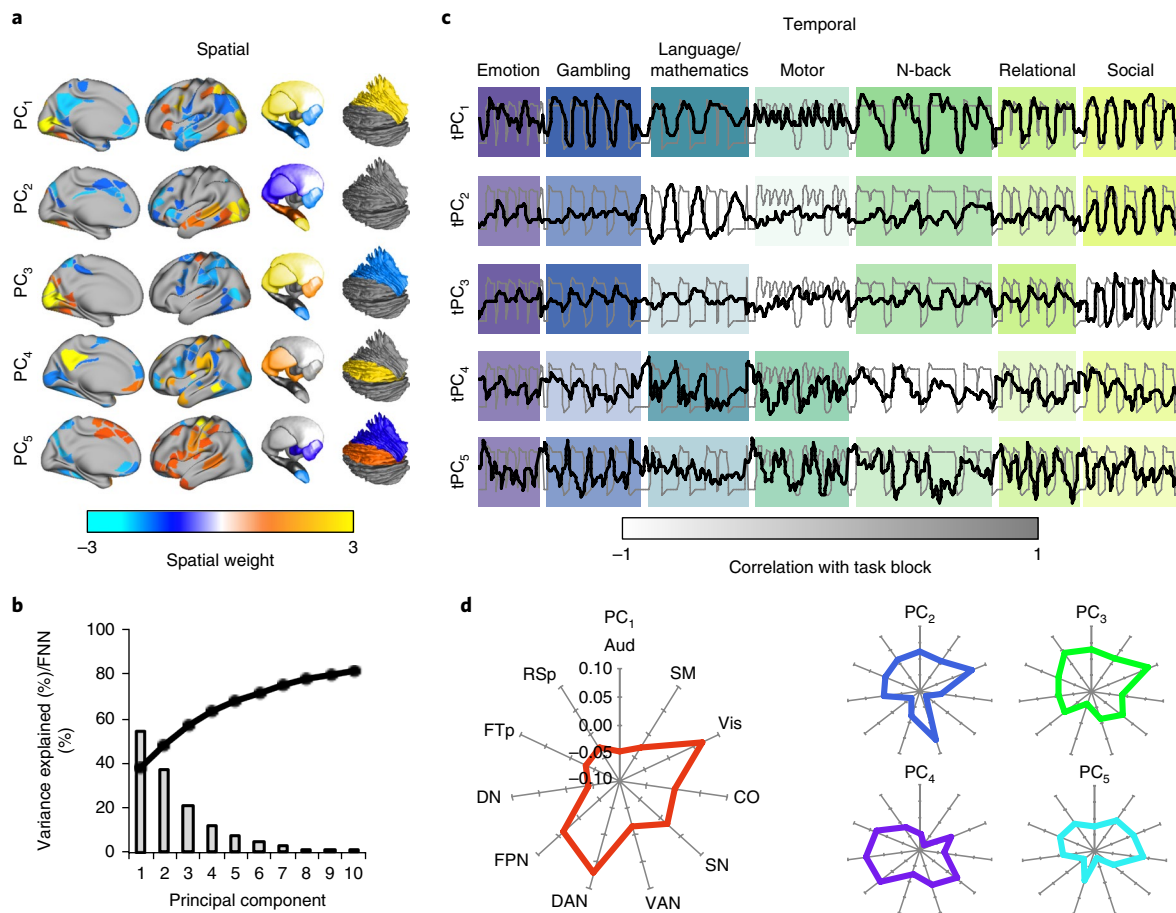 a
Spatial
PC1
PC2
PC3
PC4
PC5
−3
3
Spatial weight
b
Variance explained (%)/FNN
(%)
100
80
60
40
20
0
1 2 3 4 5 6 7 8 9 10
Principal component
c
Temporal
Emotion
Gambling
Language/
mathematics
Motor
N-back
Relational
Social
tPC1
tPC2
tPC3
tPC4
tPC5
−1
1
Correlation with task block
d
PC1
Aud
0.10
0.05
0.00
−0.05
−0.10
SM
Vis
CO
SN
VAN
DAN
FPN
DN
FTp
RSp
PC2
PC3
PC4
PC5